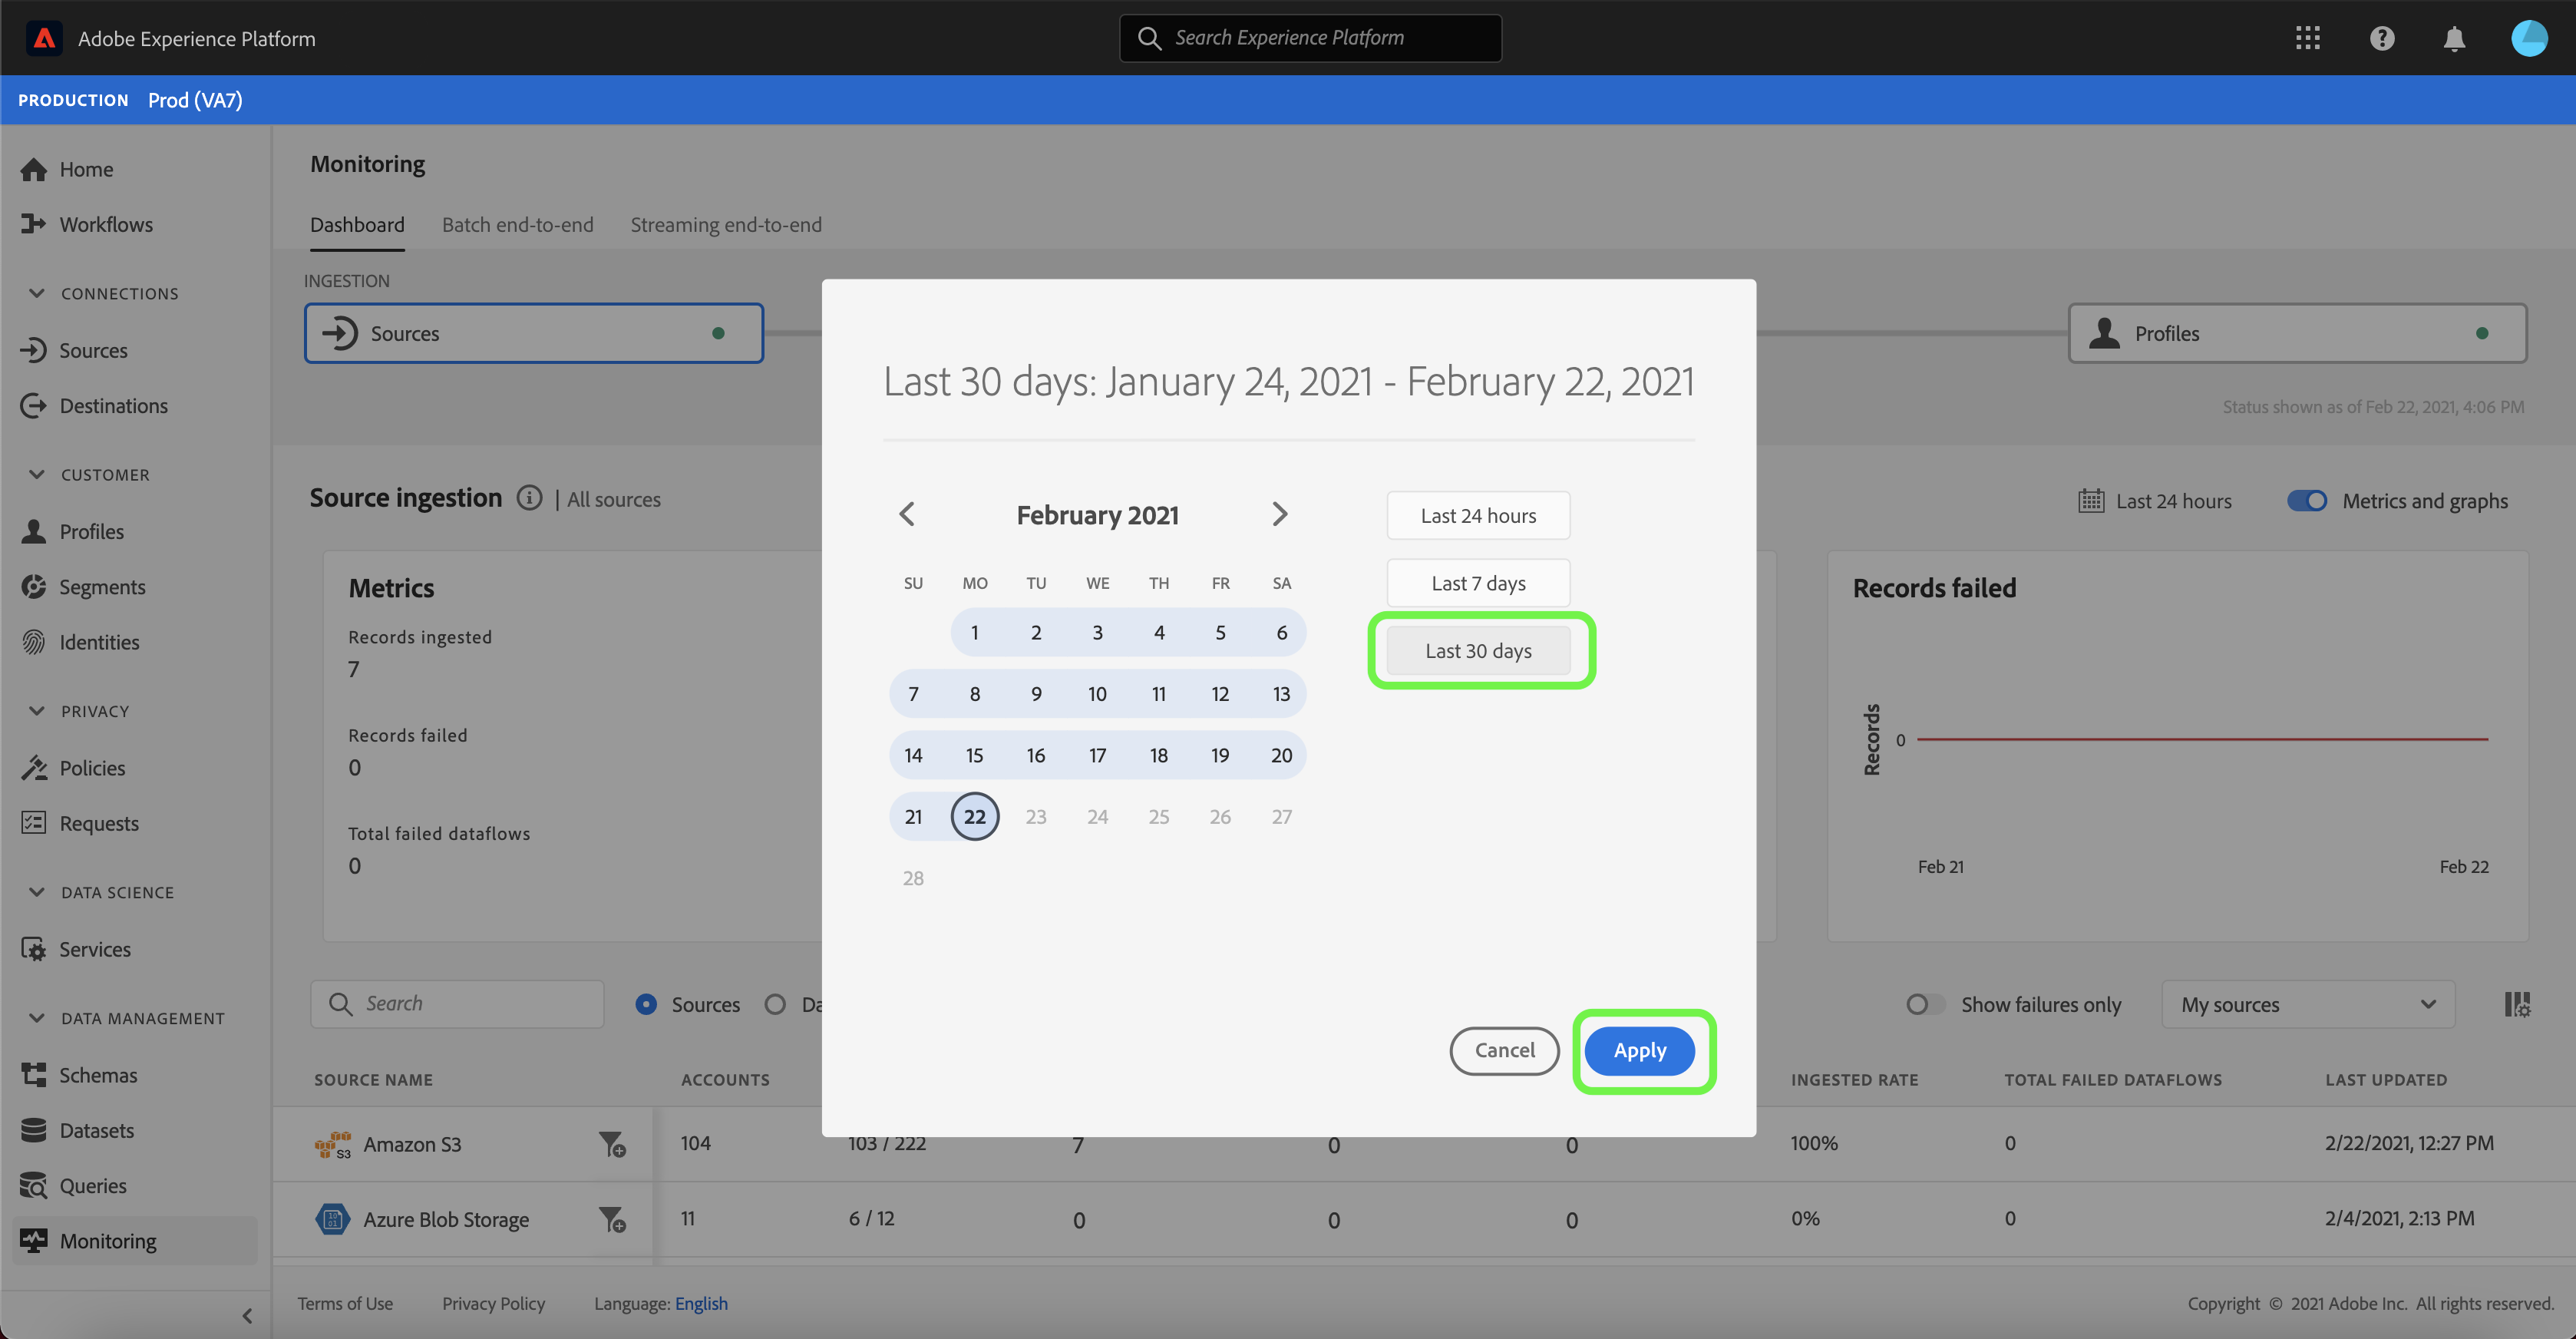 Adobe Experience Platform
Search Experience Platform
PRODUCTION Prod (VA7)
Home
Workflows
CONNECTIONS
Sources
Destinations
CUSTOMER
Profiles
Segments
Identities
PRIVACY
Policies
Requests
DATA SCIENCE
Services
DATA MANAGEMENT
Schemas
Datasets
Queries
Monitoring
Monitoring
Dashboard Batch end-to-end Streaming end-to-end
INGESTION
Sources
Profiles
Status shown as of Feb 22, 2021, 4:06 PM
Source ingestion | All sources
Last 24 hours Metrics and graphs
Metrics
Records ingested
7
Records failed
0
Total failed dataflows
0
Last 30 days: January 24, 2021 - February 22, 2021
February 2021
SU MO TU WE TH FR SA
1 2 3 4 5 6
7 8 9 10 11 12 13
14 15 16 17 18 19 20
21 22 23 24 25 26 27
28
Last 24 hours
Last 7 days
Last 30 days
Cancel Apply
Records failed
Records
0
Feb 21 Feb 22
Search Sources Da
Show failures only My sources
SOURCE NAME ACCOUNTS INGESTED RATE TOTAL FAILED DATAFLOWS LAST UPDATED
S3 Amazon S3 104 103 / 222 7 0 0 100% 0 2/22/2021, 12:27 PM
10 01 Azure Blob Storage 11 6 / 12 0 0 0 0% 0 2/4/2021, 2:13 PM
Terms of Use Privacy Policy Language: English
Copyright © 2021 Adobe Inc. All rights reserved.